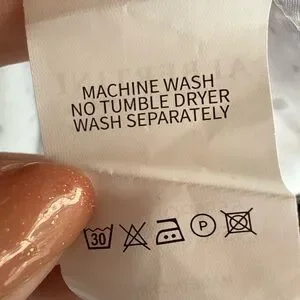 MACHINE WASH
NO TUMBLE DRYER
WASH SEPARATELY
30 P